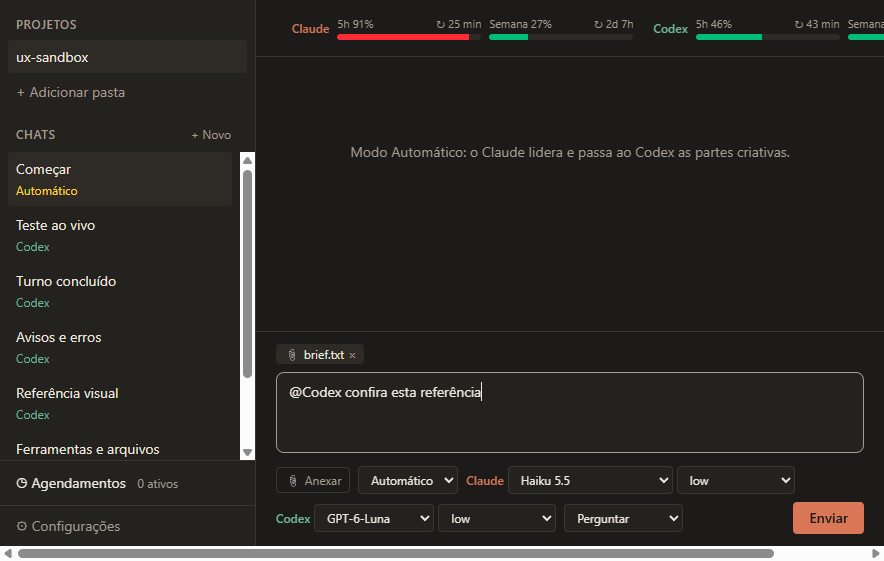 PROJETOS
ux-sandbox
+ Adicionar pasta
CHATS + Novo
Começar
Automático
Teste ao vivo
Codex
Turno concluído
Codex
Avisos e erros
Codex
Referência visual
Codex
Ferramentas e arquivos
Agendamentos 0 ativos
Configurações
Claude 5h 91% ↻ 25 min Semana 27% ↻ 2d 7h Codex 5h 46% ↻ 43 min Semana
Modo Automático: o Claude lidera e passa ao Codex as partes criativas.
brief.txt ×
@Codex confira esta referência
Anexar Automático Claude Haiku 5.5 low
Codex GPT-6-Luna low Perguntar Enviar